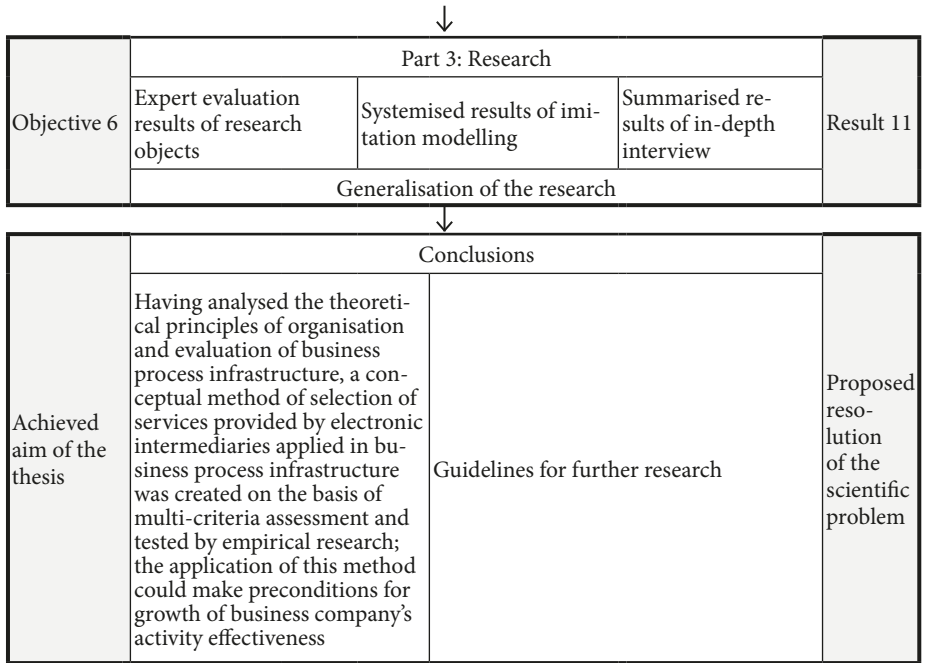 Part 3: Research
Objective 6
Expert evaluation
results of research
objects
Systemised results of imi-
tation modelling
Summarised re-
sults of in-depth
interview
Result 11
Generalisation of the research
Conclusions
Achieved
aim of the
thesis
Having analysed the theoreti-
cal principles of organisation
and evaluation of business
process infrastructure, a con-
ceptual method of selection of
services provided by electronic
intermediaries applied in bu-
siness process infrastructure
was created on the basis of
multi-criteria assessment and
tested by empirical research;
the application of this method
could make preconditions for
growth of business company's
activity effectiveness
Guidelines for further research
Proposed
reso-
lution
of the
scientific
problem